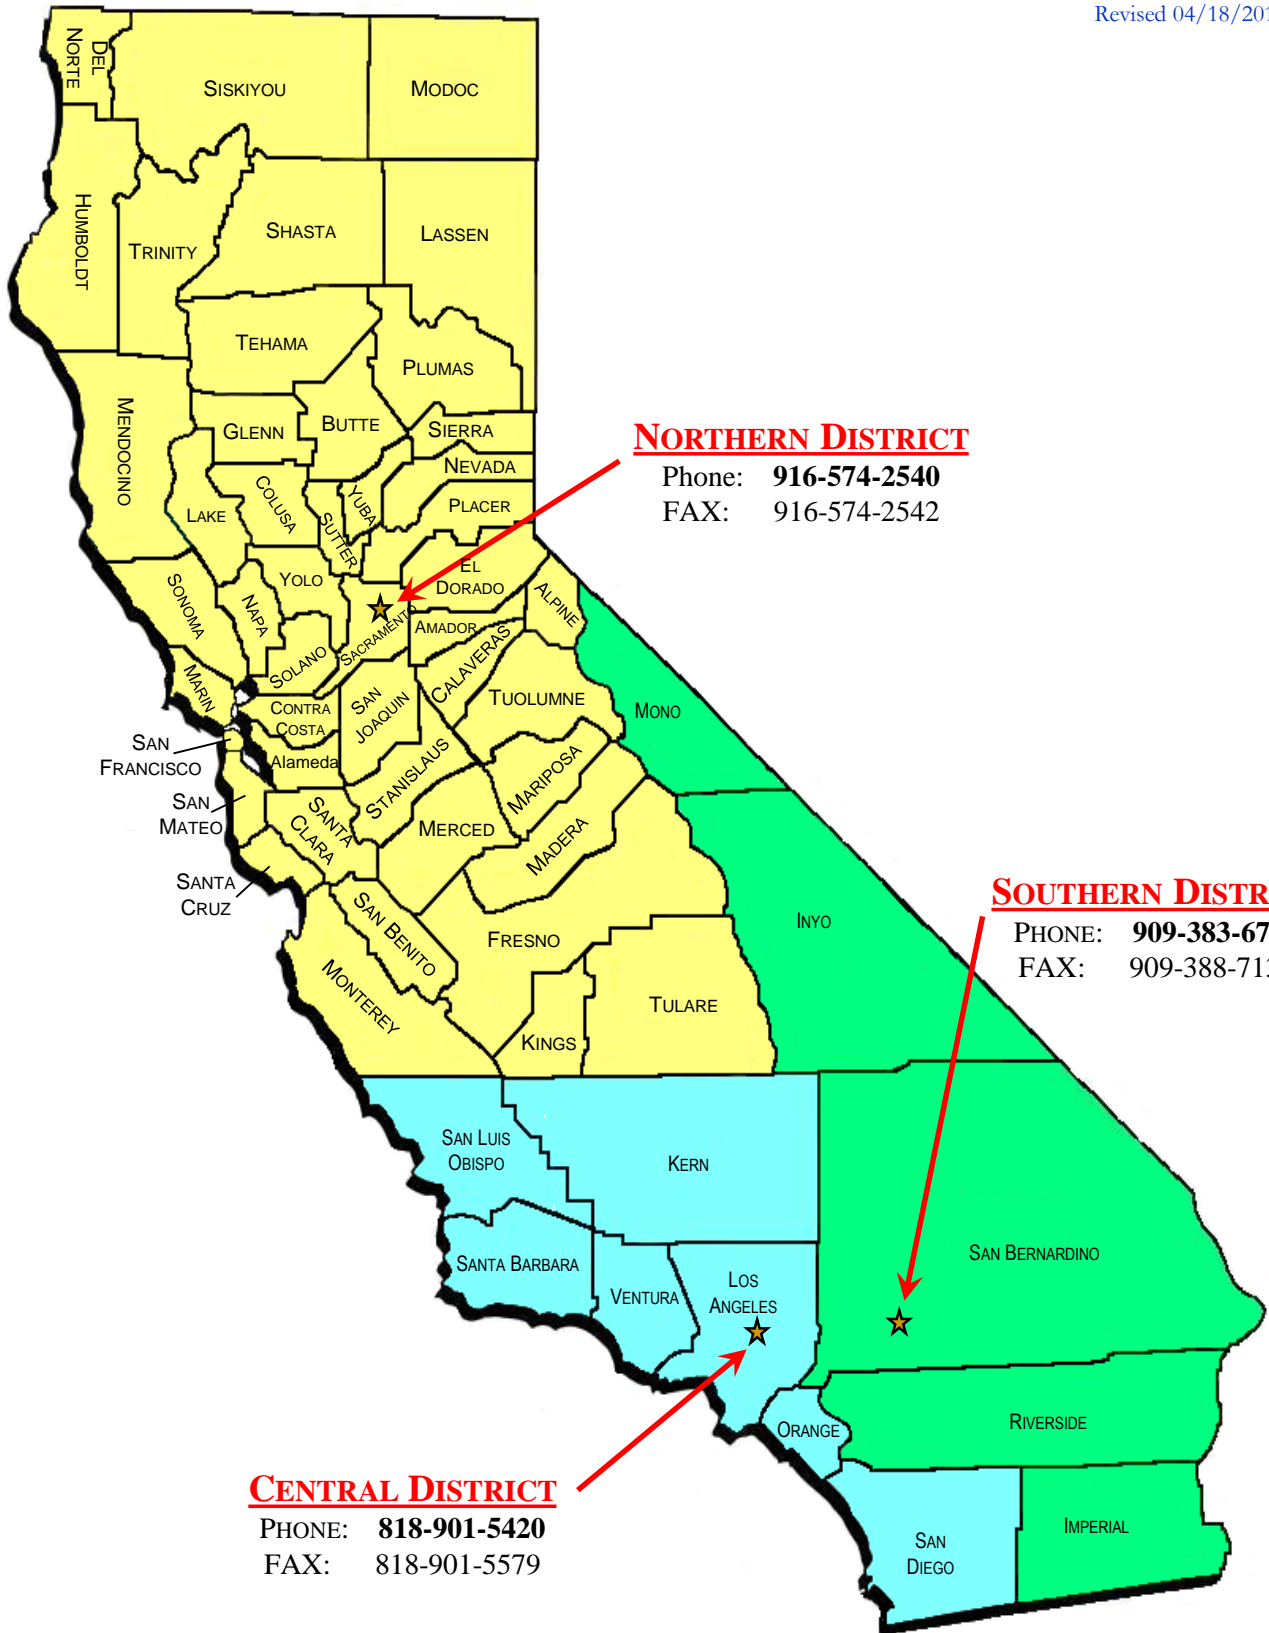 Revised 04/18/201
DEL
NORTE
SISKIYOU
MODOC
HUMBOLDT
TRINITY
SHASTA
LASSEN
TEHAMA
PLUMAS
MENDOCINO
GLENN
BUTTE
SIERRA
NEVADA
PLACER
YUBA
SUTTER
COLUSA
LAKE
NORTHERN DISTRICT
Phone: 916-574-2540
FAX: 916-574-2542
SONOMA
NAPA
YOLO
EL
DORADO
ALPINE
SACRAMENTO
AMADOR
SOLANO
MARIN
CALAVERAS
CONTRA
COSTA
SAN
JOAQUIN
TUOLUMNE
MONO
SAN
FRANCISCO
Alameda
STANISLAUS
MARIPOSA
SAN
MATEO
SANTA
CLARA
MERCED
MADERA
SANTA
CRUZ
SAN BENITO
FRESNO
INYO
SOUTHERN DISTR
PHONE: 909-383-67
FAX: 909-388-713
MONTEREY
KINGS
TULARE
SAN LUIS
OBISPO
KERN
SANTA BARBARA
VENTURA
LOS
ANGELES
SAN BERNARDINO
ORANGE
RIVERSIDE
CENTRAL DISTRICT
PHONE: 818-901-5420
FAX: 818-901-5579
SAN
DIEGO
IMPERIAL